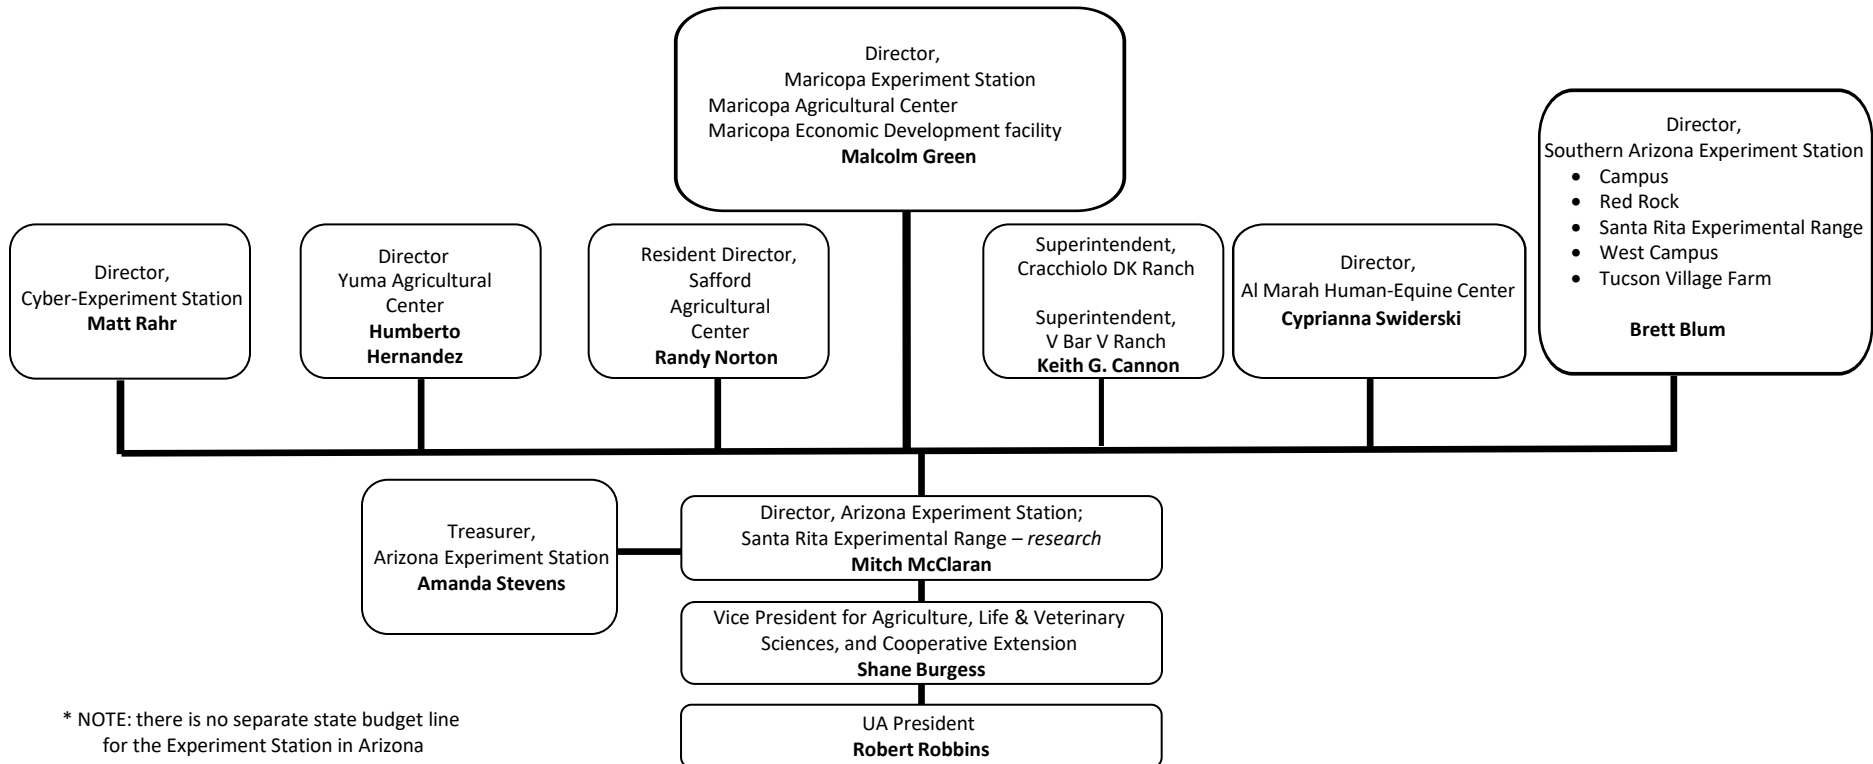 Director,
Maricopa Experiment Station
Maricopa Agricultural Center
Maricopa Economic Development facility
Malcolm Green
Director,
Cyber-Experiment Station
Matt Rahr
Director
Yuma Agricultural
Center
Humberto
Hernandez
Resident Director,
Safford
Agricultural
Center
Randy Norton
Superintendent,
Cracchiolo DK Ranch
Superintendent,
V Bar V Ranch
Keith G. Cannon
Director,
Al Marah Human-Equine Center
Cyprianna Swiderski
Director,
Southern Arizona Experiment Station
• Campus
• Red Rock
• Santa Rita Experimental Range
• West Campus
• Tucson Village Farm
Brett Blum
Treasurer,
Arizona Experiment Station
Amanda Stevens
Director, Arizona Experiment Station;
Santa Rita Experimental Range – research
Mitch McClaran
Vice President for Agriculture, Life & Veterinary
Sciences, and Cooperative Extension
Shane Burgess
UA President
Robert Robbins
* NOTE: there is no separate state budget line
for the Experiment Station in Arizona